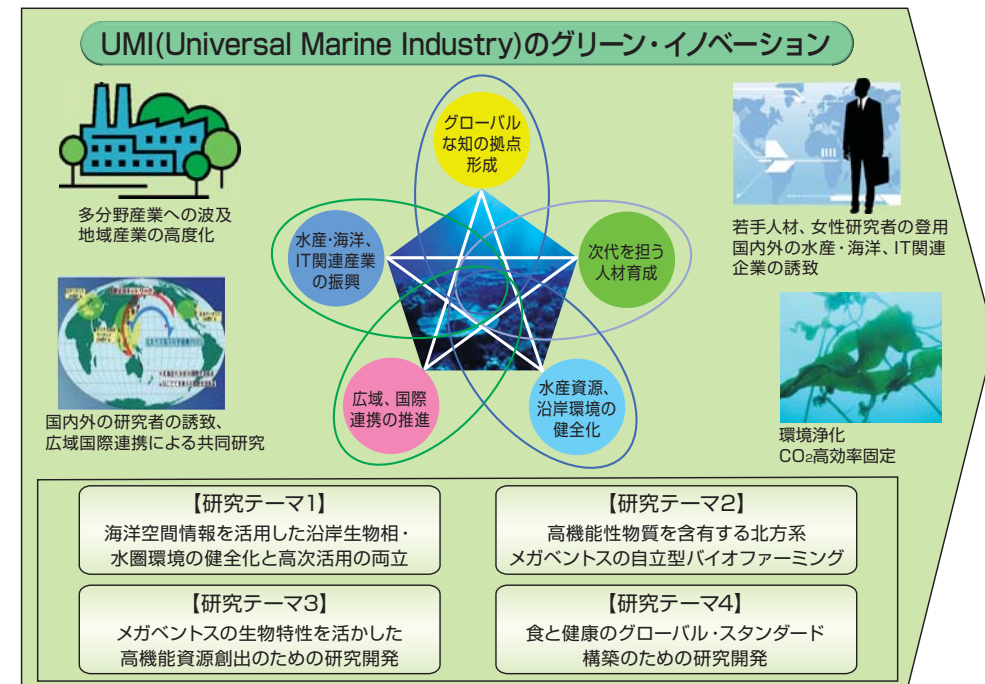 UMI(Universal Marine Industry)のグリーン・イノベーション
グローバル
な知の拠点
形成
多分野産業への波及
地域産業の高度化
若手人材、女性研究者の登用
国内外の水産・海洋、IT関連
企業の誘致
水産・海洋、
IT関連産業
の振興
次代を担う
人材育成
広域、国際
連携の推進
水産資源、
沿岸環境の
健全化
国内外の研究者の誘致、
広域国際連携による共同研究
環境浄化
CO₂高効率固定
【研究テーマ1】
海洋空間情報を活用した沿岸生物相・
水圏環境の健全化と高次活用の両立
【研究テーマ2】
高機能性物質を含有する北方系
メガベントスの自立型バイオファーミング
【研究テーマ3】
メガベントスの生物特性を活かした
高機能資源創出のための研究開発
【研究テーマ4】
食と健康のグローバル・スタンダード
構築のための研究開発